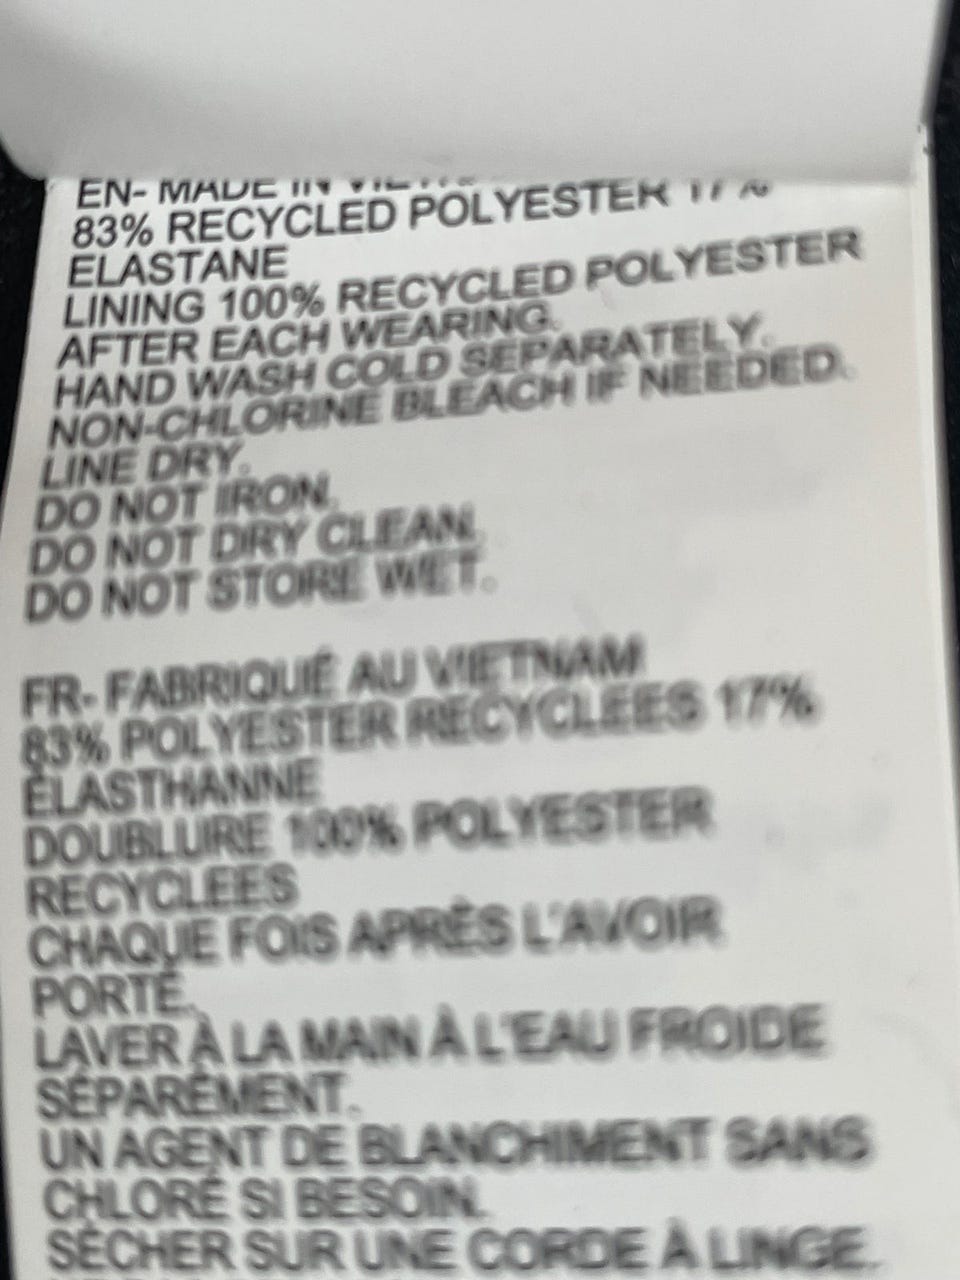 EN- MADE IN
83% RECYCLED POLYESTER 17%
ELASTANE
LINING 100% RECYCLED POLYESTER
AFTER EACH WEARING.
HAND WASH COLD SEPARATELY.
NON-CHLORINE BLEACH IF NEEDED.
LINE DRY.
DO NOT IRON.
DO NOT DRY CLEAN.
DO NOT STORE WET.
FR- FABRIQUÉ AU VIETNAM
83% POLYESTER RECYCLEES 17%
ÉLASTHANNE
DOUBLURE 100% POLYESTER
RECYCLEES
CHAQUE FOIS APRÈS L'AVOIR
PORTÉ.
LAVER À LA MAIN À L'EAU FROIDE
SÉPARÉMENT.
UN AGENT DE BLANCHIMENT SANS
CHLORÉ SI BESOIN.
SÉCHER SUR UNE CORDE À LINGE.